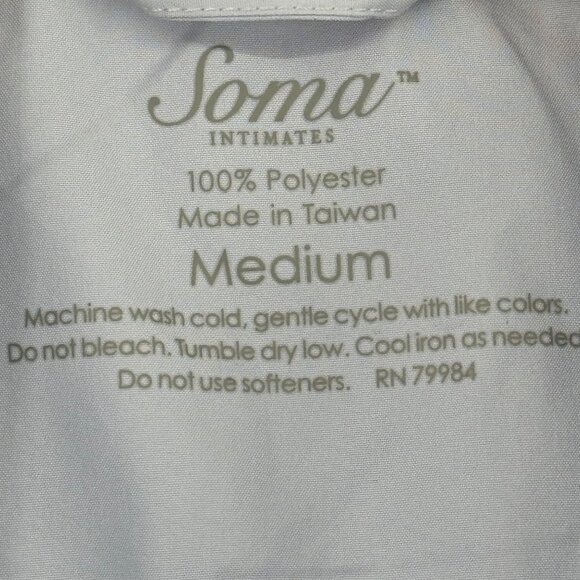 Soma™
INTIMATES
100% Polyester
Made in Taiwan
Medium
Machine wash cold, gentle cycle with like colors.
Do not bleach. Tumble dry low. Cool iron as needed
Do not use softeners. RN 79984